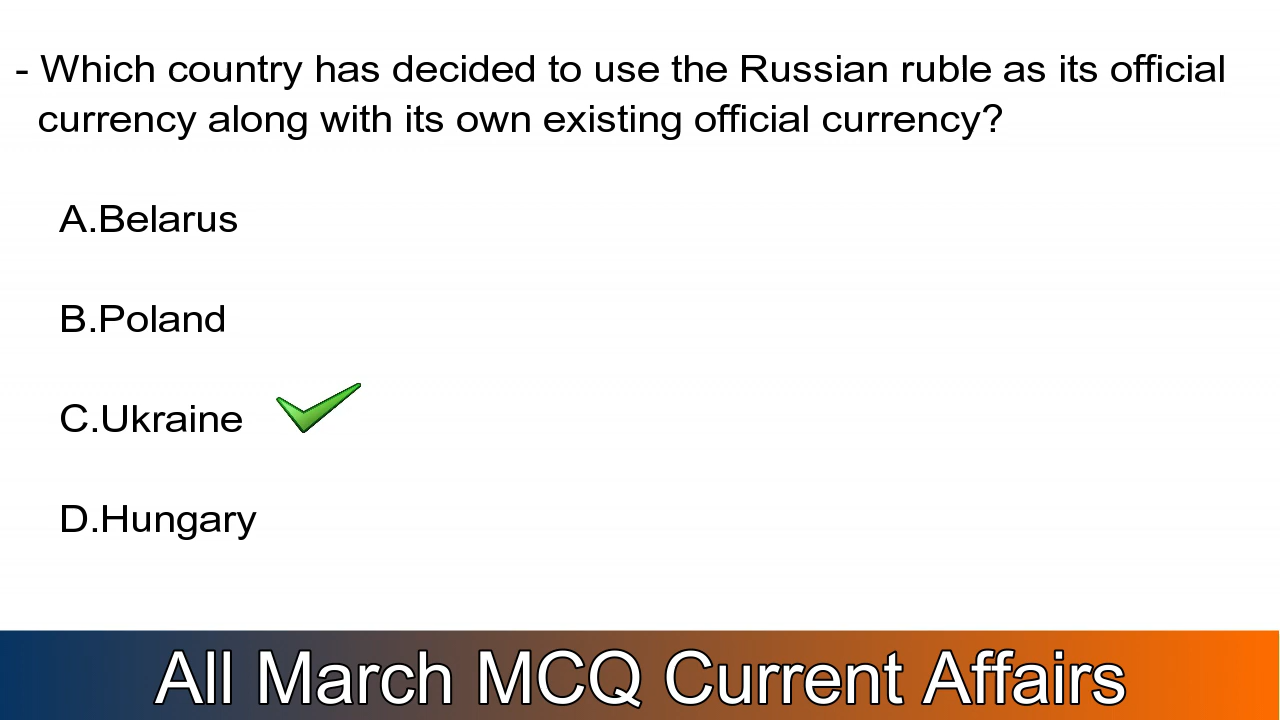 - Which country has decided to use the Russian ruble as its official
currency along with its own existing official currency?
A.Belarus
B.Poland
C.Ukraine
D.Hungary
All March MCQ Current Affairs